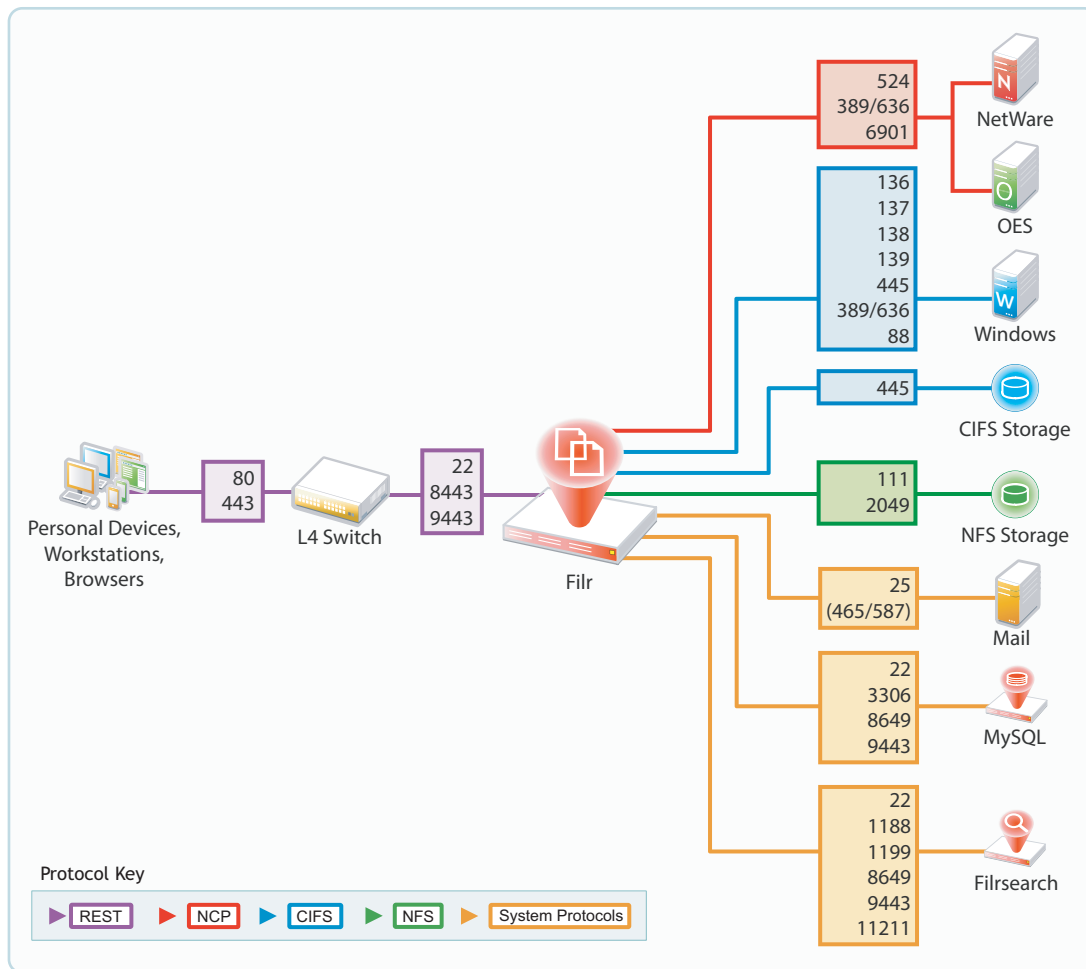 524
389/636
6901
N
NetWare
O
OES
136
137
138
139
445
389/636
88
W
Windows
445
CIFS Storage
80
443
Personal Devices,
Workstations,
Browsers
L4 Switch
22
8443
9443
Filr
111
2049
NFS Storage
25
(465/587)
Mail
22
3306
8649
9443
MySQL
22
1188
1199
8649
9443
11211
Filrsearch
Protocol Key
REST
NCP
CIFS
NFS
System Protocols